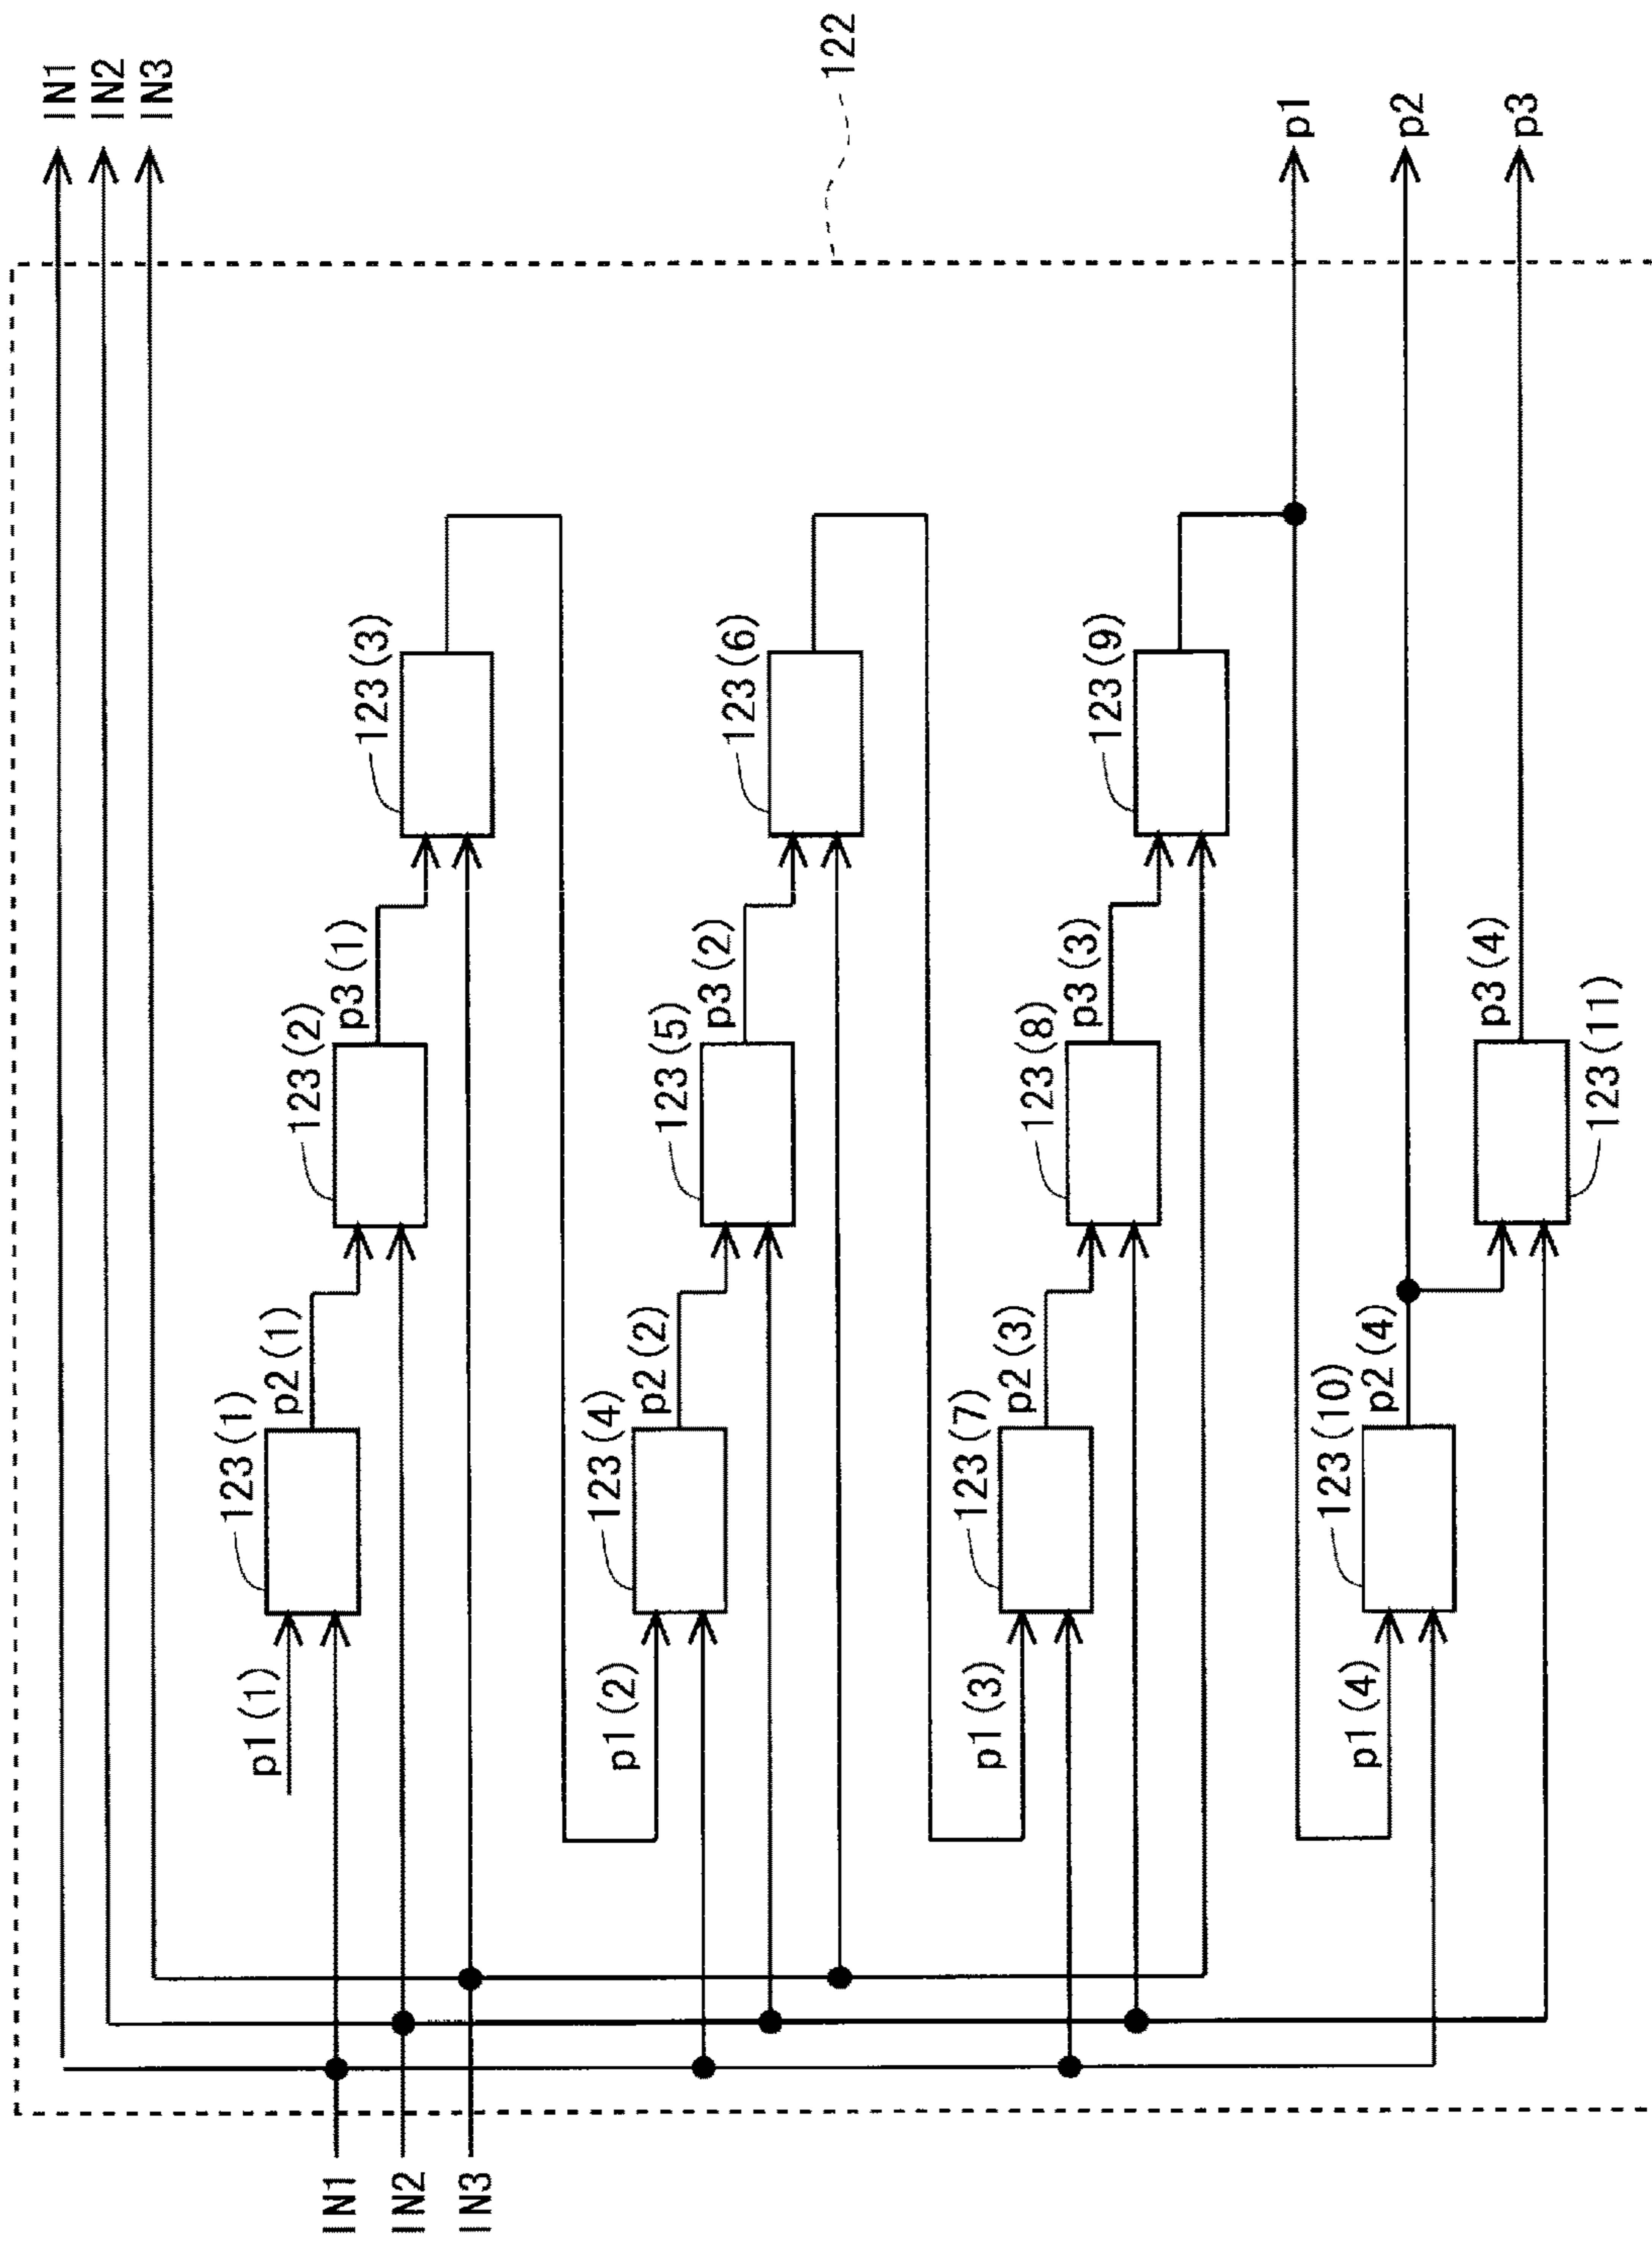 IN1
IN2
IN3
122
123(1)
p1(1)
p2(1)
123(2)
p3(1)
123(3)
123(4)
p1(2)
p2(2)
123(5)
p3(2)
123(6)
123(7)
p1(3)
p2(3)
123(8)
p3(3)
123(9)
p1
123(10)
p1(4)
p2(4)
p2
p3(4)
p3
123(11)
IN1
IN2
IN3